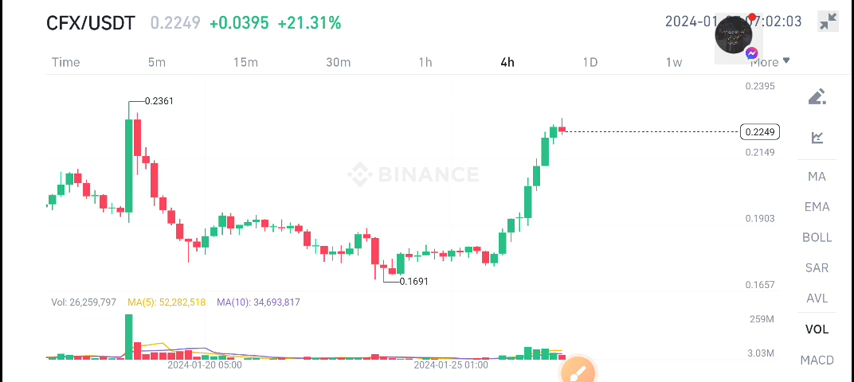 CFX/USDT 0.2249 +0.0395 +21.31% 2024-01- 07:02:03
Time 5m 15m 30m 1h 4h 1D 1w More
0.2395
0.2361
0.2249
0.2149
MA
BINANCE
EMA
0.1903
BOLL
SAR
0.1691
0.1657
AVL
Vol: 26,259,797 MA(5): 52,282,518 MA(10): 34,693,817
259M
VOL
3.03M
MACD
2024-01-20 05:00 2024-01-25 01:00